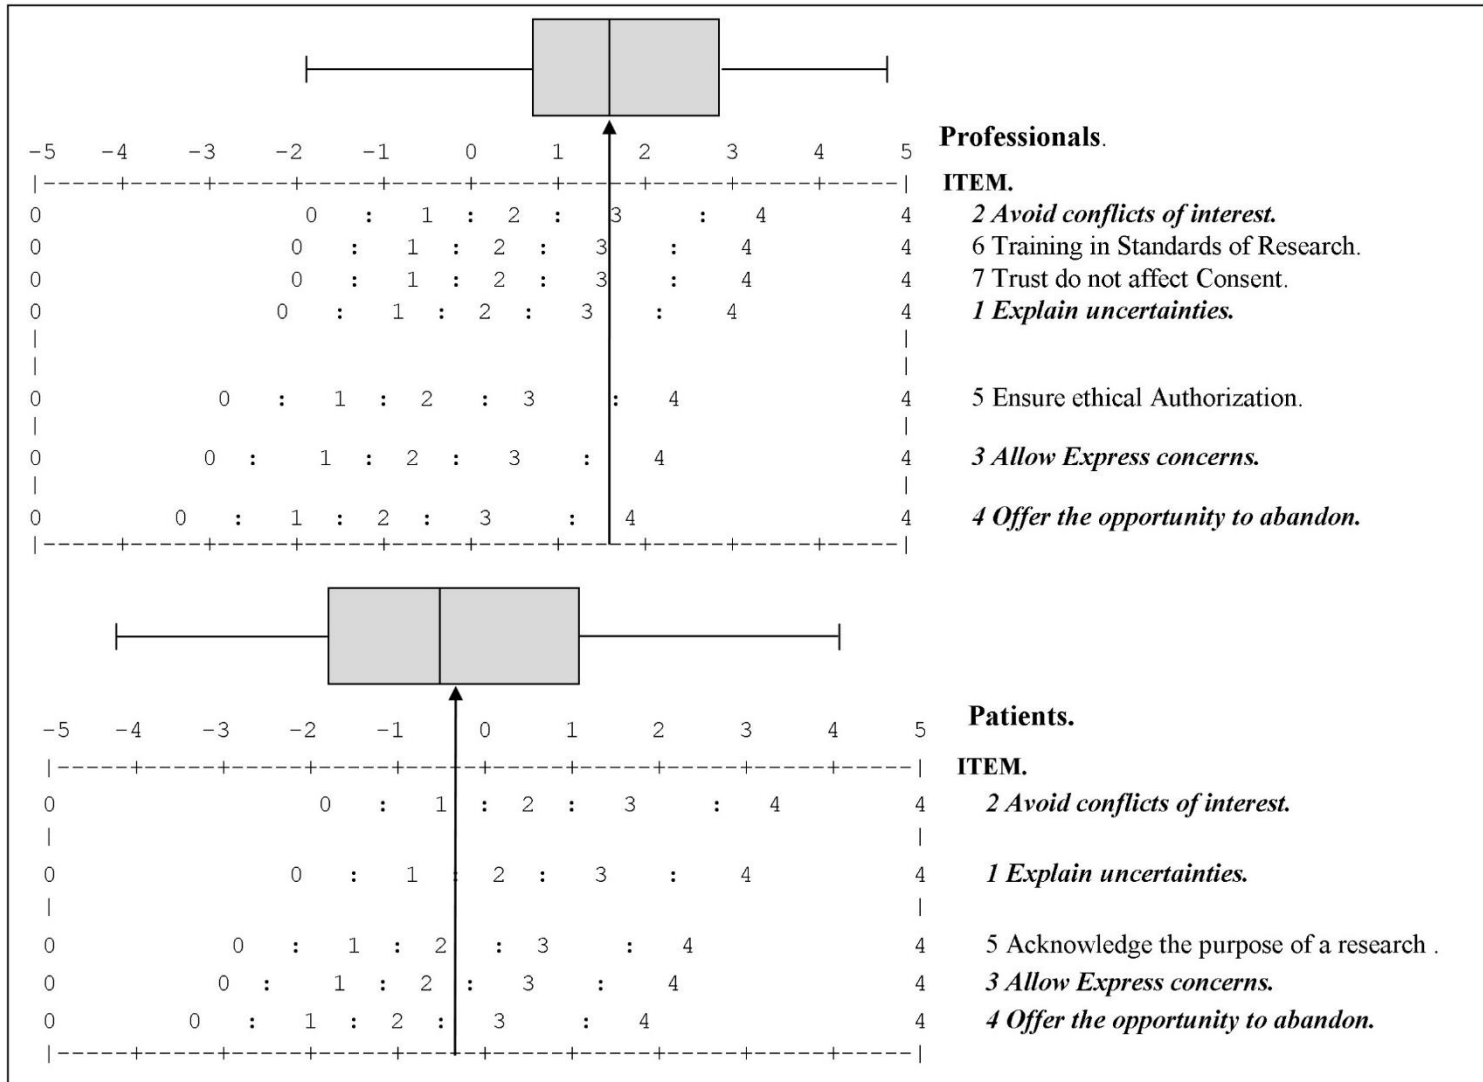 Professionals.
-5 -4 -3 -2 -1 0 1 2 3 4 5
|---------+---------+---------+---------+---------+---------+---------+---------+---------+---------| ITEM.
0 0 : 1 : 2 : 3 : 4 4 2 Avoid conflicts of interest.
0 0 : 1 : 2 : 3 : 4 4 6 Training in Standards of Research.
0 0 : 1 : 2 : 3 : 4 4 7 Trust do not affect Consent.
0 0 : 1 : 2 : 3 : 4 4 1 Explain uncertainties.
| |
| |
0 0 : 1 : 2 : 3 : 4 4 5 Ensure ethical Authorization.
| |
0 0 : 1 : 2 : 3 : 4 4 3 Allow Express concerns.
| |
0 0 : 1 : 2 : 3 : 4 4 4 Offer the opportunity to abandon.
|---------+---------+---------+---------+---------+---------+---------+---------+---------+---------|
Patients.
-5 -4 -3 -2 -1 0 1 2 3 4 5
|---------+---------+---------+---------+---------+---------+---------+---------+---------+---------| ITEM.
0 0 : 1 : 2 : 3 : 4 4 2 Avoid conflicts of interest.
| |
0 0 : 1 : 2 : 3 : 4 4 1 Explain uncertainties.
| |
0 0 : 1 : 2 : 3 : 4 4 5 Acknowledge the purpose of a research .
0 0 : 1 : 2 : 3 : 4 4 3 Allow Express concerns.
0 0 : 1 : 2 : 3 : 4 4 4 Offer the opportunity to abandon.
|---------+---------+---------+---------+---------+---------+---------+---------+---------+---------|